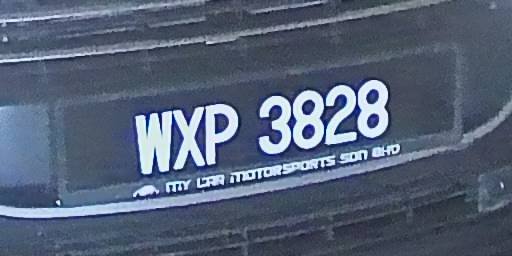 WXP 3828
MY CAR MOTORSPORTS SDN BHD